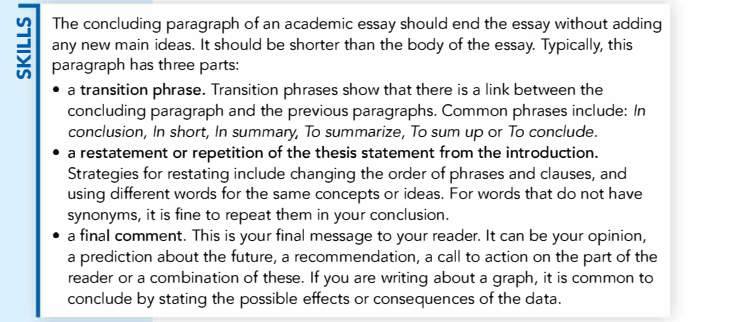 SKILLS
The concluding paragraph of an academic essay should end the essay without adding
any new main ideas. It should be shorter than the body of the essay. Typically, this
paragraph has three parts:
• a transition phrase. Transition phrases show that there is a link between the
concluding paragraph and the previous paragraphs. Common phrases include: In
conclusion, In short, In summary, To summarize, To sum up or To conclude.
• a restatement or repetition of the thesis statement from the introduction.
Strategies for restating include changing the order of phrases and clauses, and
using different words for the same concepts or ideas. For words that do not have
synonyms, it is fine to repeat them in your conclusion.
• a final comment. This is your final message to your reader. It can be your opinion,
a prediction about the future, a recommendation, a call to action on the part of the
reader or a combination of these. If you are writing about a graph, it is common to
conclude by stating the possible effects or consequences of the data.